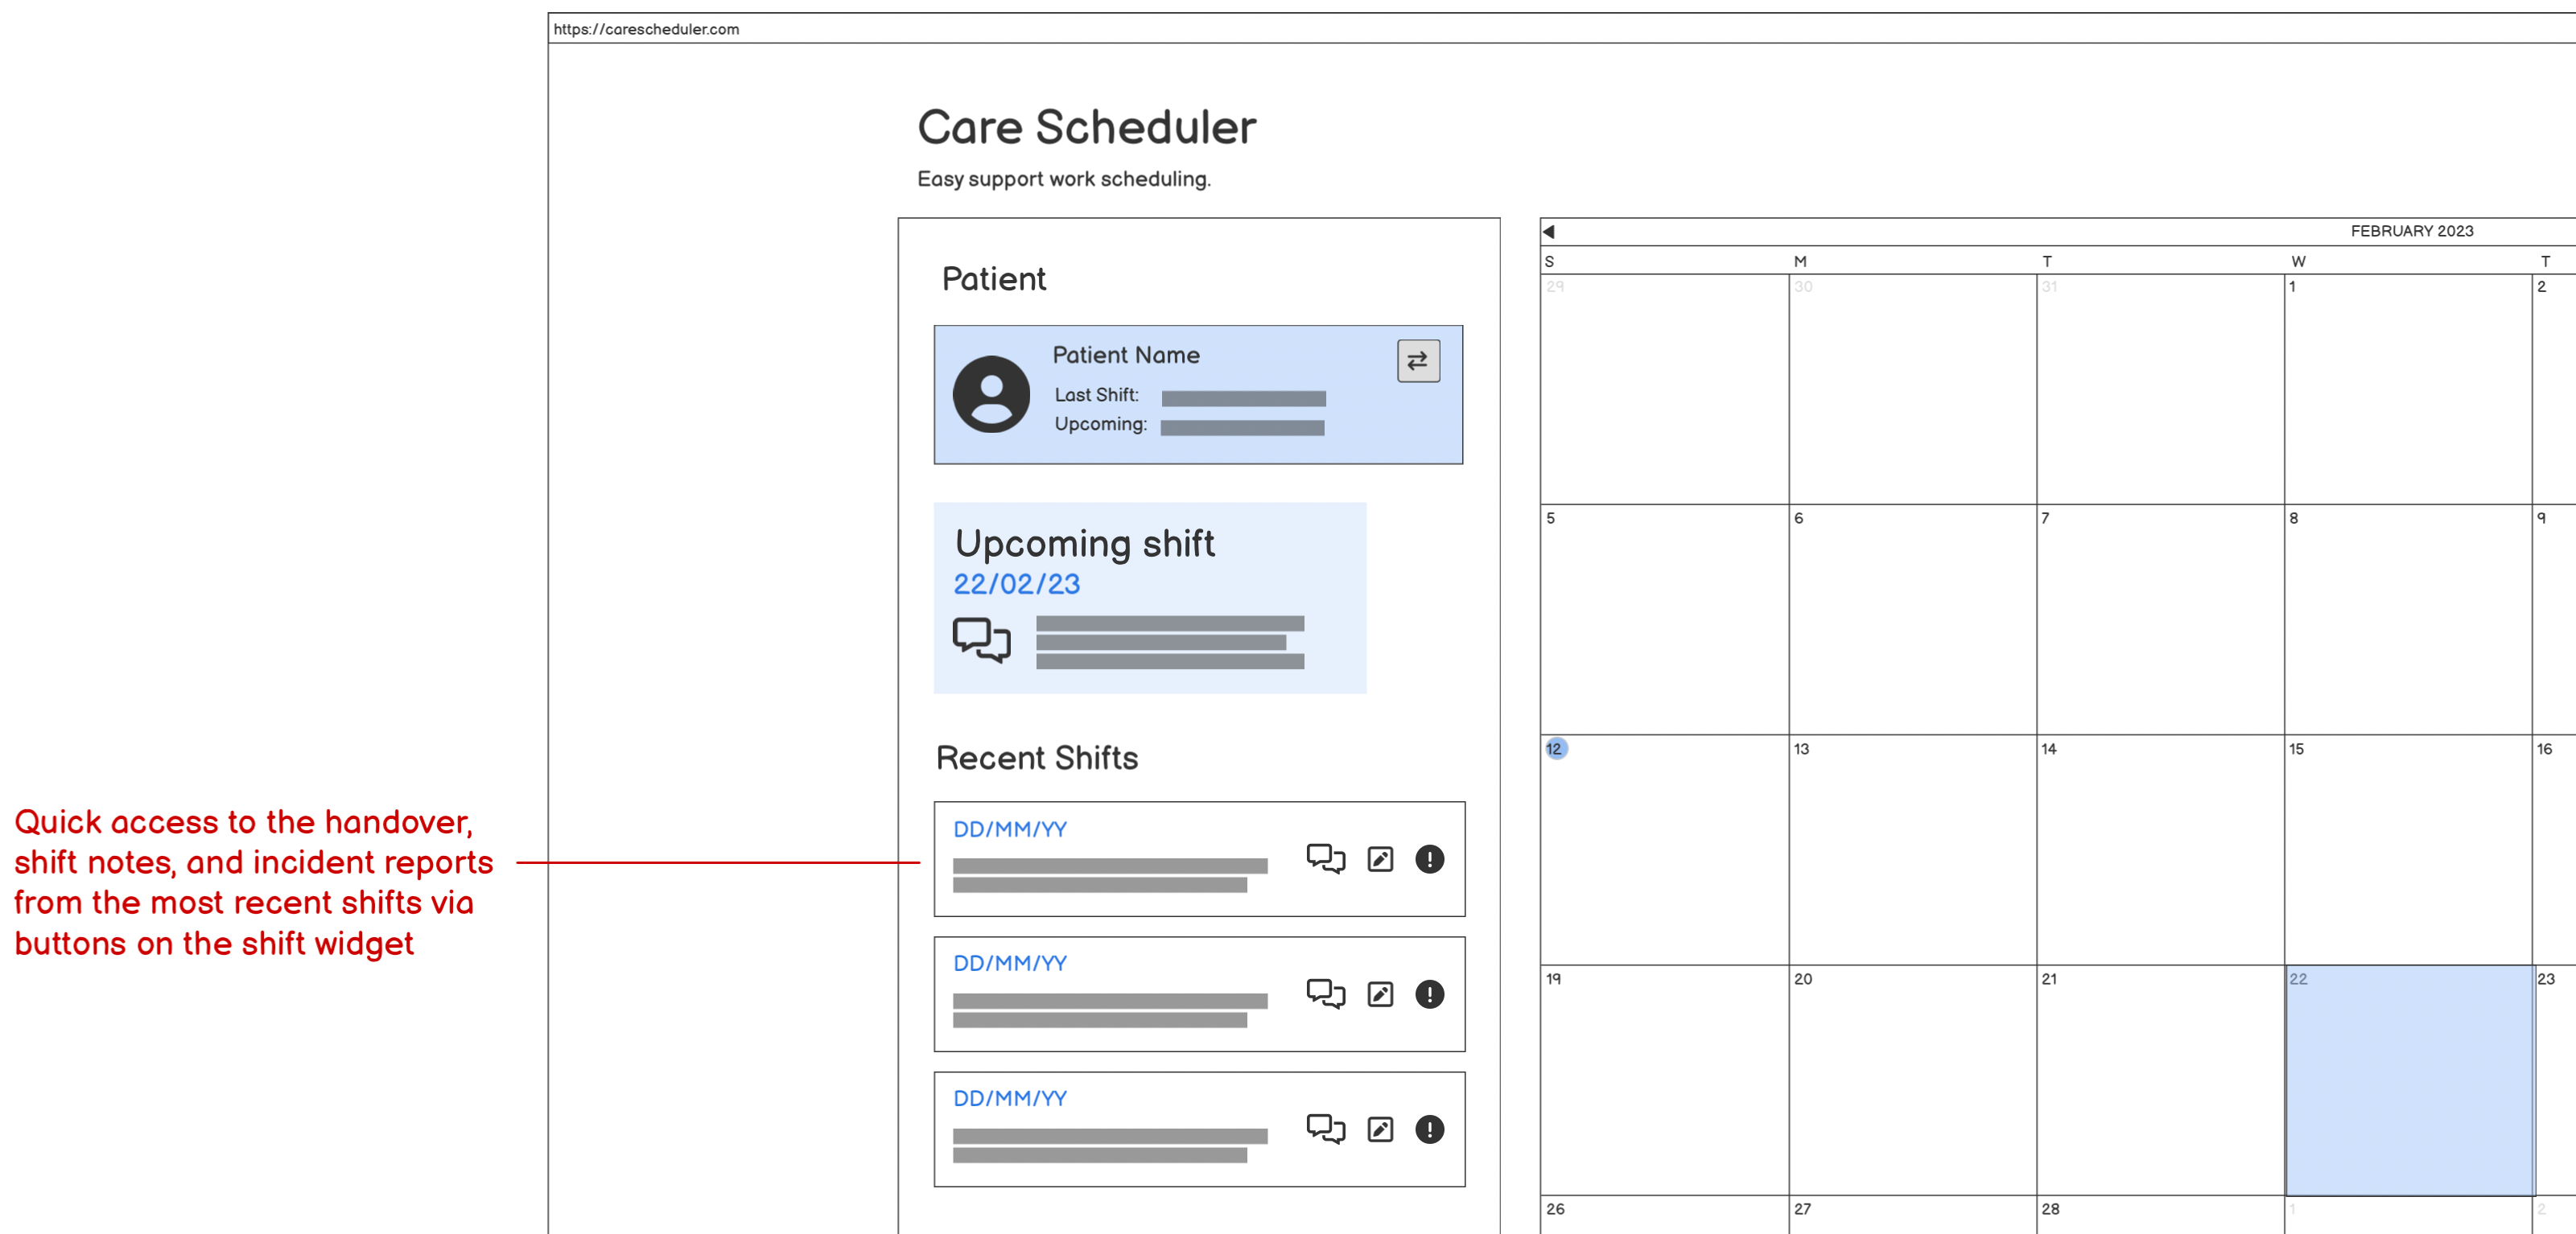 https://carescheduler.com
Care Scheduler
Easy support work scheduling.
Patient
Patient Name
Last Shift:
Upcoming:
Upcoming shift
22/02/23
Recent Shifts
DD/MM/YY
DD/MM/YY
DD/MM/YY
Quick access to the handover,
shift notes, and incident reports
from the most recent shifts via
buttons on the shift widget
FEBRUARY 2023
S M T W T
29 30 31 1 2
5 6 7 8 9
12 13 14 15 16
19 20 21 22 23
26 27 28 1 2